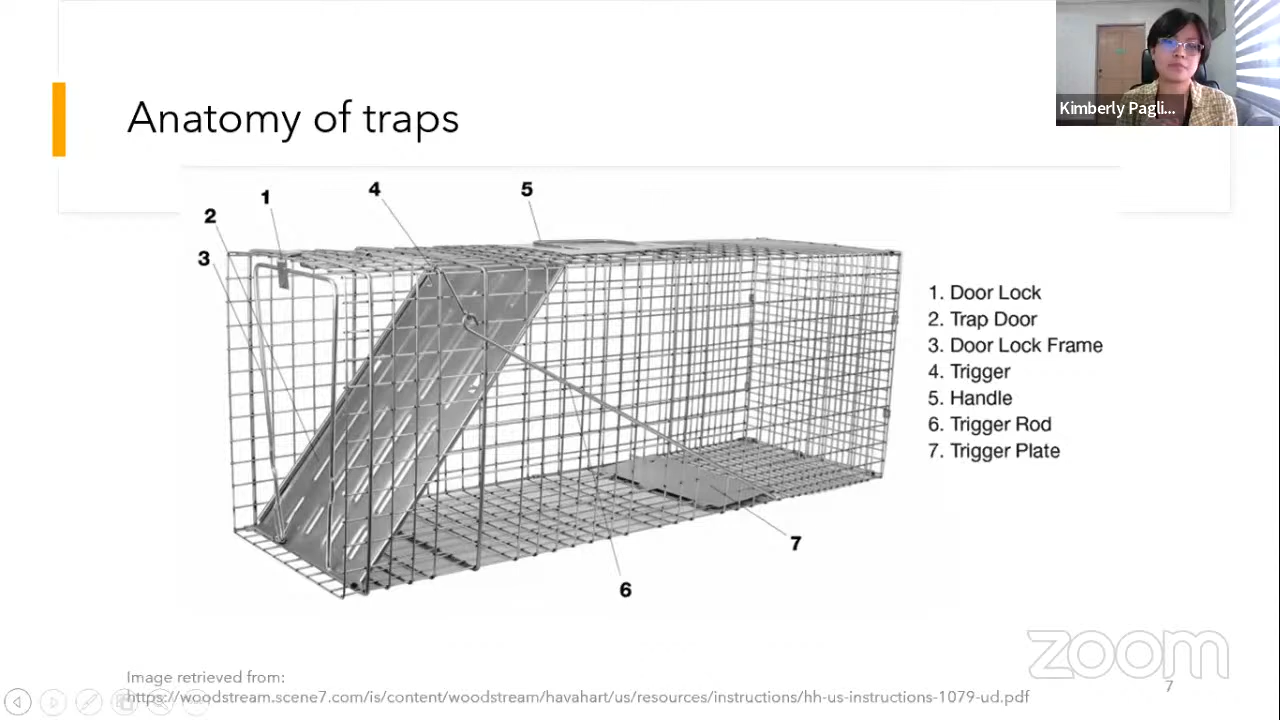 Kimberly Pagli...
Anatomy of traps
1
2
3
4
5
6
7
1. Door Lock
2. Trap Door
3. Door Lock Frame
4. Trigger
5. Handle
6. Trigger Rod
7. Trigger Plate
zoom
Image retrieved from:
https://woodstream.scene7.com/is/content/woodstream/havahart/us/resources/instructions/hh-us-instructions-1079-ud.pdf
7